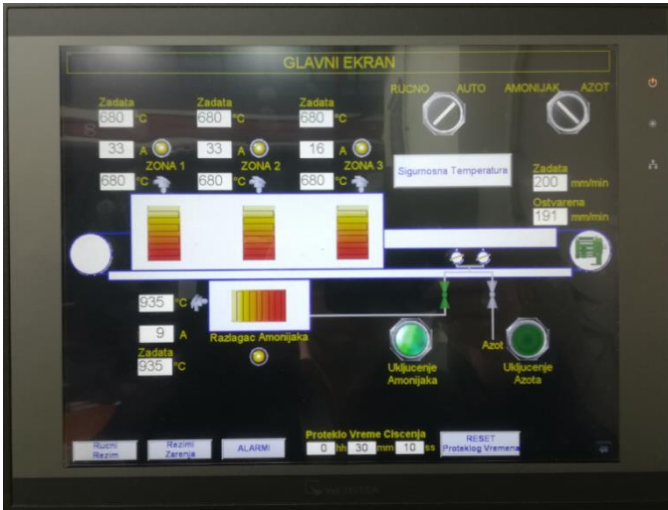 GLAVNI EKRAN
RUCNO AUTO AMONIJAK AZOT
Zadata Zadata Zadata
680 °C 680 °C 680 °C
33 A 33 A 16 A
ZONA 1 ZONA 2 ZONA 3
680 °C 680 °C 680 °C
Sigurnosna Temperatura
Zadata
200 mm/min
Ostvarena
191 mm/min
935 °C
9 A
Zadata
935 °C
Razlagac Amonijaka
Azot
Ukljucenje
Amonijaka
Ukljucenje
Azota
Rucni
Rezim
Rezimi
Zarenja
ALARMI
Proteklo Vreme Ciscenja
0 hh 30 mm 10 ss
RESET
Proteklog Vremena